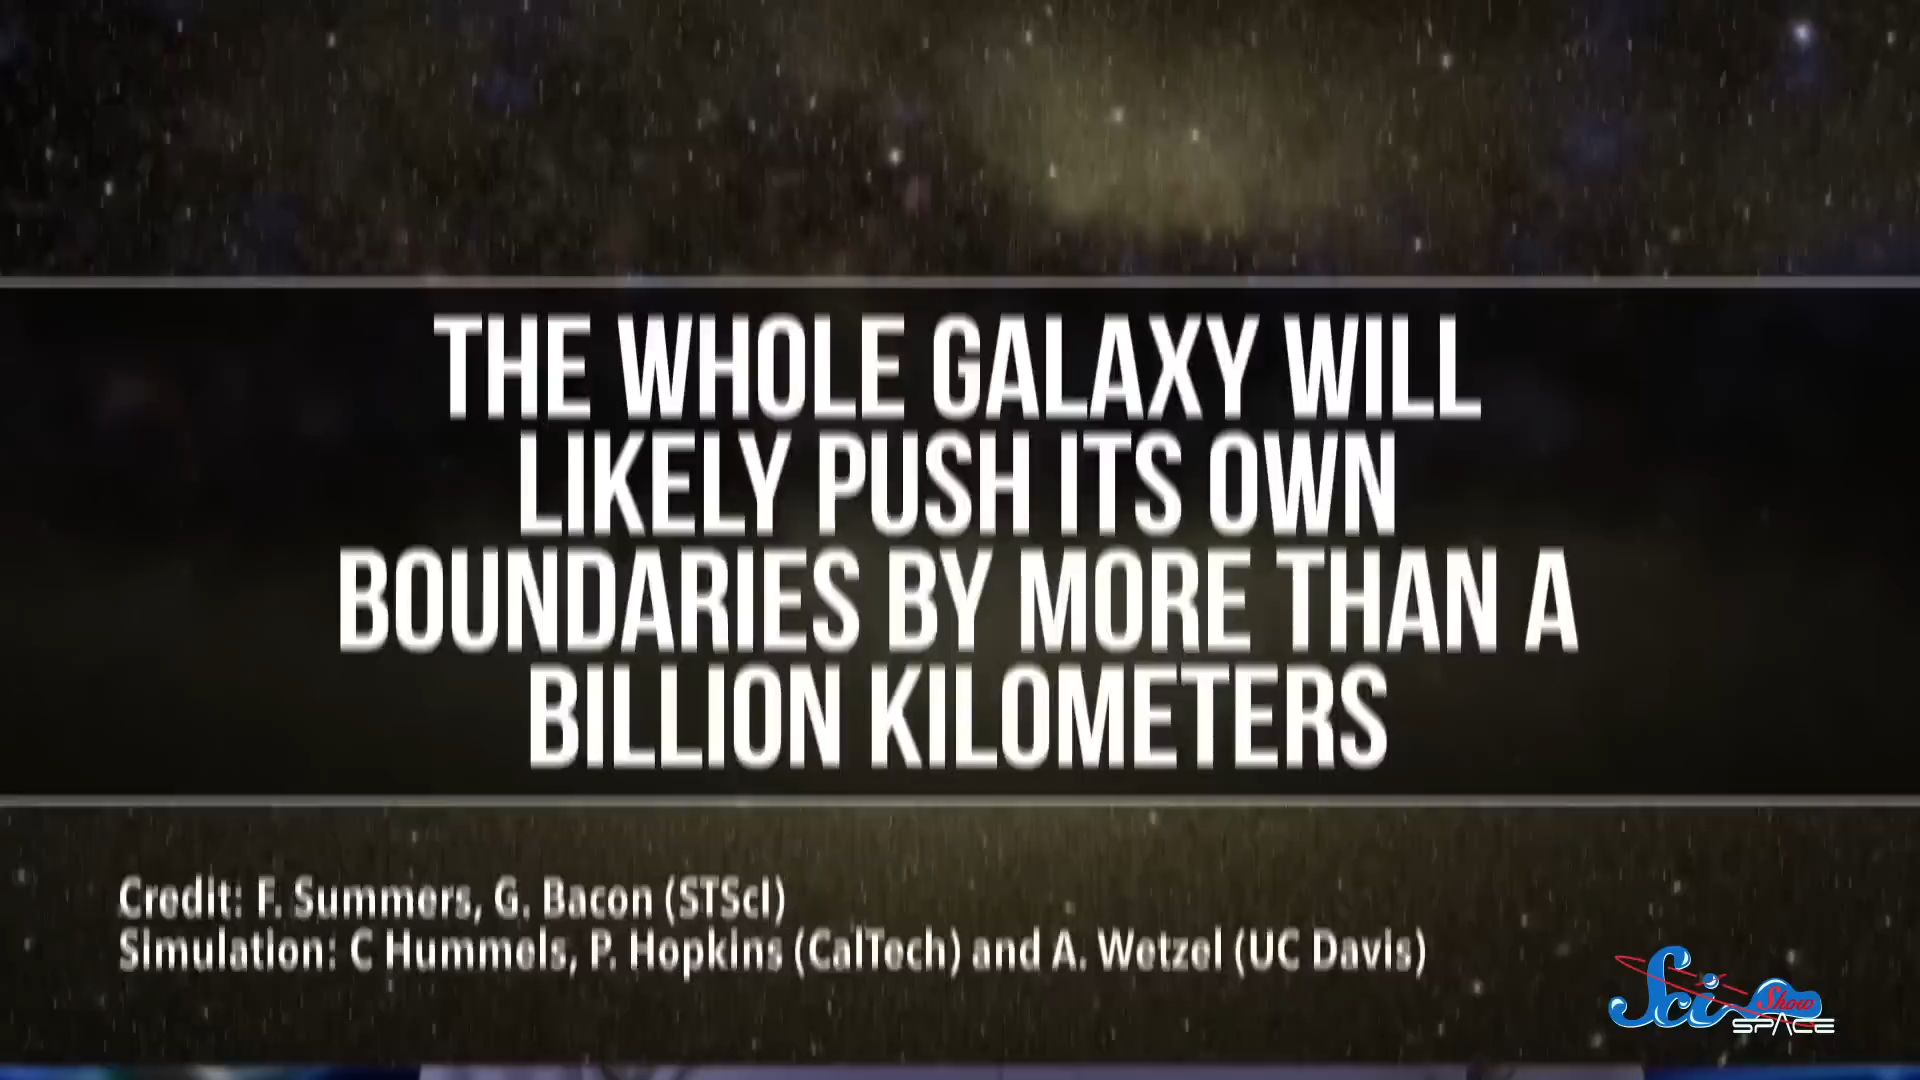 THE WHOLE GALAXY WILL
LIKELY PUSH ITS OWN
BOUNDARIES BY MORE THAN A
BILLION KILOMETERS
Credit: F. Summers, G. Bacon (STScI)
Simulation: C Hummels, P. Hopkins (CalTech) and A. Wetzel (UC Davis)
Sci Show
SPACE